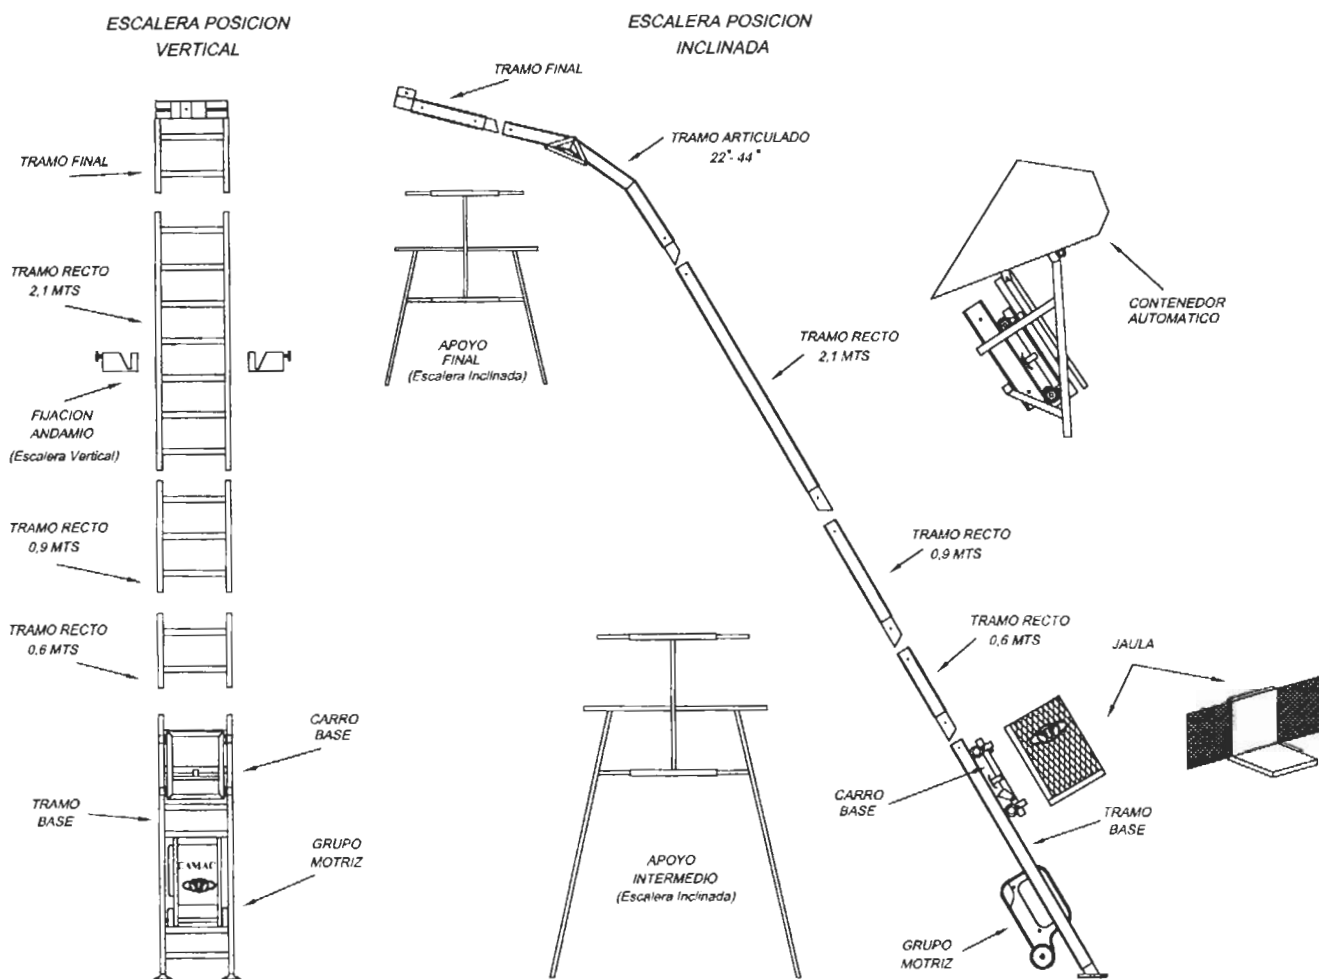 ESCALERA POSICION
VERTICAL
TRAMO FINAL
TRAMO RECTO
2,1 MTS
FIJACION
ANDAMIO
(Escalera Vertical)
TRAMO RECTO
0,9 MTS
TRAMO RECTO
0,6 MTS
CARRO
BASE
TRAMO
BASE
GRUPO
MOTRIZ
CAMAC
ESCALERA POSICION
INCLINADA
TRAMO FINAL
TRAMO ARTICULADO
22°- 44°
APOYO
FINAL
(Escalera Inclinada)
CONTENEDOR
AUTOMATICO
TRAMO RECTO
2,1 MTS
TRAMO RECTO
0,9 MTS
TRAMO RECTO
0,6 MTS
JAULA
CARRO
BASE
TRAMO
BASE
APOYO
INTERMEDIO
(Escalera Inclinada)
GRUPO
MOTRIZ